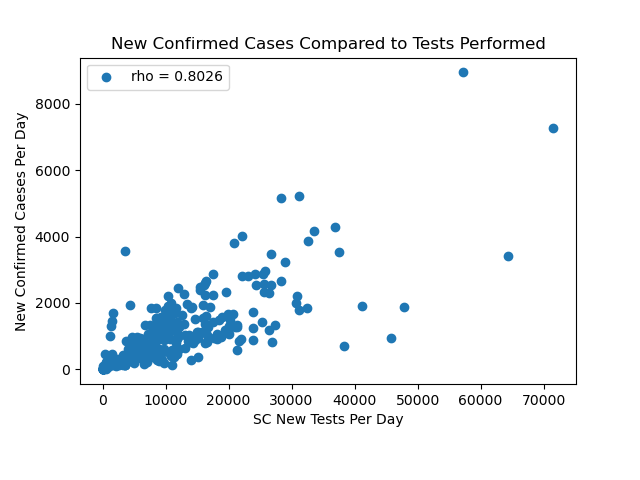 New Confirmed Cases Compared to Tests Performed
rho = 0.8026
New Confirmed Caeses Per Day
8000
6000
4000
2000
0
0 10000 20000 30000 40000 50000 60000 70000
SC New Tests Per Day